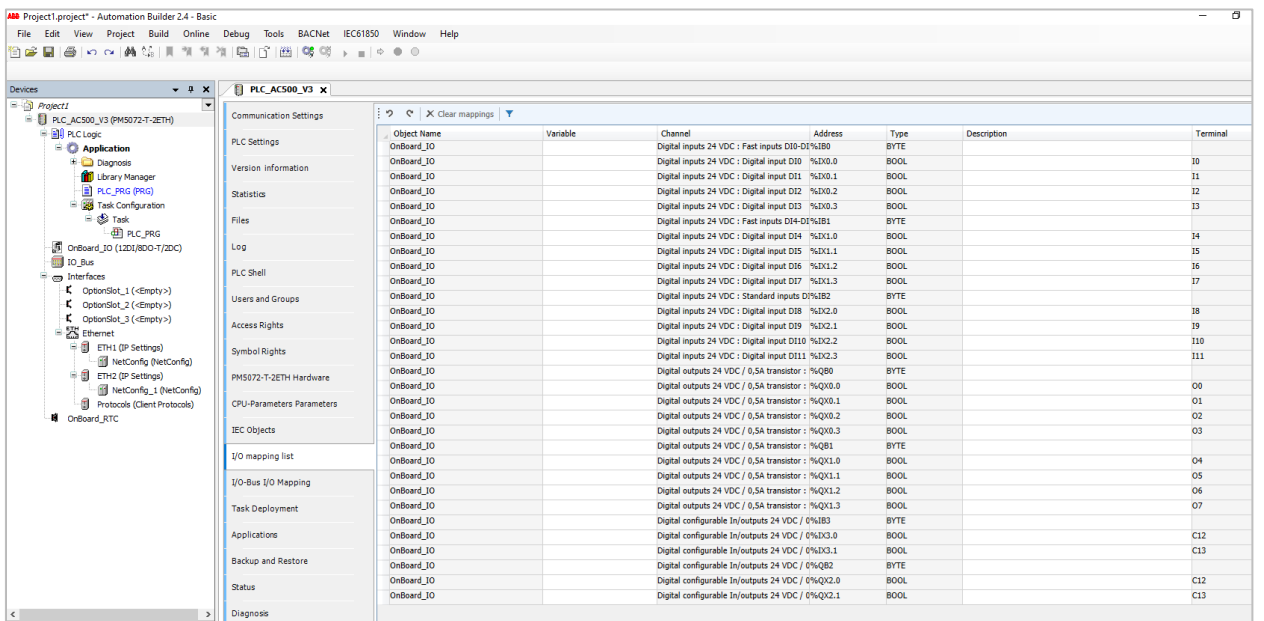 ABB Project1.project* - Automation Builder 2.4 - Basic
File Edit View Project Build Online Debug Tools BACNet IEC61850 Window Help
Devices
Project1
PLC_AC500_V3 (PM5072-T-2ETH)
PLC Logic
Application
Diagnosis
Library Manager
PLC_PRG (PRG)
Task Configuration
Task
PLC_PRG
OnBoard_IO (12DI/8DO-T/2DC)
IO_Bus
Interfaces
OptionSlot_1 (<Empty>)
OptionSlot_2 (<Empty>)
OptionSlot_3 (<Empty>)
Ethernet
ETH1 (IP Settings)
NetConfig (NetConfig)
ETH2 (IP Settings)
NetConfig_1 (NetConfig)
Protocols (Client Protocols)
OnBoard_RTC
PLC_AC500_V3 x
Communication Settings
PLC Settings
Version information
Statistics
Files
Log
PLC Shell
Users and Groups
Access Rights
Symbol Rights
PM5072-T-2ETH Hardware
CPU-Parameters Parameters
IEC Objects
I/O mapping list
I/O-Bus I/O Mapping
Task Deployment
Applications
Backup and Restore
Status
Diagnosis
Clear mappings
Object Name Variable Channel Address Type Description Terminal
OnBoard_IO Digital inputs 24 VDC : Fast inputs DI0-DI %IB0 BYTE
OnBoard_IO Digital inputs 24 VDC : Digital input DI0 %IX0.0 BOOL I0
OnBoard_IO Digital inputs 24 VDC : Digital input DI1 %IX0.1 BOOL I1
OnBoard_IO Digital inputs 24 VDC : Digital input DI2 %IX0.2 BOOL I2
OnBoard_IO Digital inputs 24 VDC : Digital input DI3 %IX0.3 BOOL I3
OnBoard_IO Digital inputs 24 VDC : Fast inputs DI4-DI %IB1 BYTE
OnBoard_IO Digital inputs 24 VDC : Digital input DI4 %IX1.0 BOOL I4
OnBoard_IO Digital inputs 24 VDC : Digital input DI5 %IX1.1 BOOL I5
OnBoard_IO Digital inputs 24 VDC : Digital input DI6 %IX1.2 BOOL I6
OnBoard_IO Digital inputs 24 VDC : Digital input DI7 %IX1.3 BOOL I7
OnBoard_IO Digital inputs 24 VDC : Standard inputs DI %IB2 BYTE
OnBoard_IO Digital inputs 24 VDC : Digital input DI8 %IX2.0 BOOL I8
OnBoard_IO Digital inputs 24 VDC : Digital input DI9 %IX2.1 BOOL I9
OnBoard_IO Digital inputs 24 VDC : Digital input DI10 %IX2.2 BOOL I10
OnBoard_IO Digital inputs 24 VDC : Digital input DI11 %IX2.3 BOOL I11
OnBoard_IO Digital outputs 24 VDC / 0,5A transistor : %QB0 BYTE
OnBoard_IO Digital outputs 24 VDC / 0,5A transistor : %QX0.0 BOOL O0
OnBoard_IO Digital outputs 24 VDC / 0,5A transistor : %QX0.1 BOOL O1
OnBoard_IO Digital outputs 24 VDC / 0,5A transistor : %QX0.2 BOOL O2
OnBoard_IO Digital outputs 24 VDC / 0,5A transistor : %QX0.3 BOOL O3
OnBoard_IO Digital outputs 24 VDC / 0,5A transistor : %QB1 BYTE
OnBoard_IO Digital outputs 24 VDC / 0,5A transistor : %QX1.0 BOOL O4
OnBoard_IO Digital outputs 24 VDC / 0,5A transistor : %QX1.1 BOOL O5
OnBoard_IO Digital outputs 24 VDC / 0,5A transistor : %QX1.2 BOOL O6
OnBoard_IO Digital outputs 24 VDC / 0,5A transistor : %QX1.3 BOOL O7
OnBoard_IO Digital configurable In/outputs 24 VDC / 0 %IB3 BYTE
OnBoard_IO Digital configurable In/outputs 24 VDC / 0 %IX3.0 BOOL C12
OnBoard_IO Digital configurable In/outputs 24 VDC / 0 %IX3.1 BOOL C13
OnBoard_IO Digital configurable In/outputs 24 VDC / 0 %QB2 BYTE
OnBoard_IO Digital configurable In/outputs 24 VDC / 0 %QX2.0 BOOL C12
OnBoard_IO Digital configurable In/outputs 24 VDC / 0 %QX2.1 BOOL C13